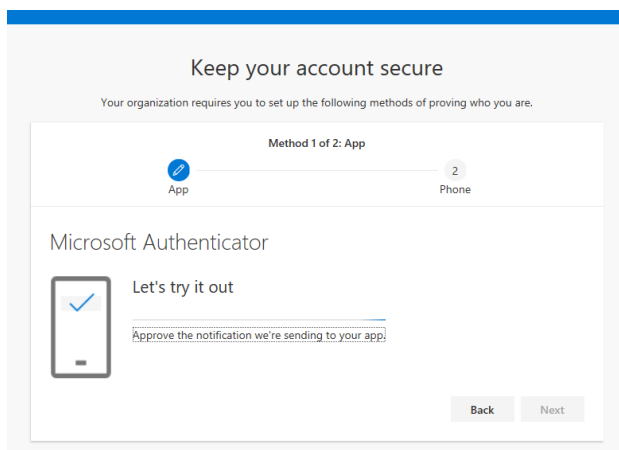 Keep your account secure
Your organization requires you to set up the following methods of proving who you are.
Method 1 of 2: App
2
App
Phone
Microsoft Authenticator
Let's try it out
Approve the notification we're sending to your app.
Back
Next